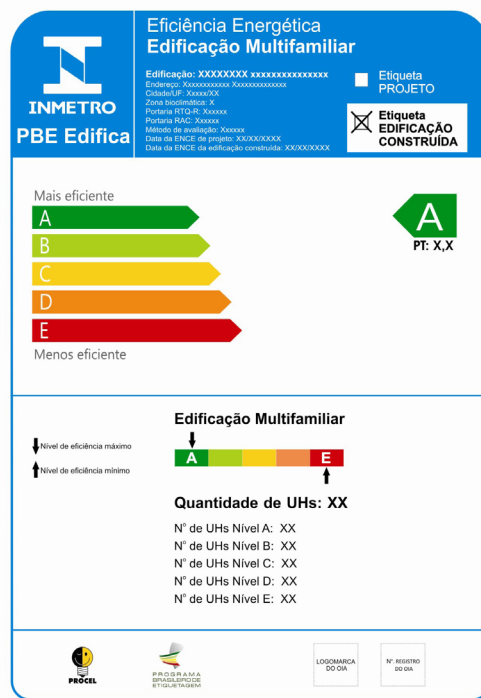 INMETRO
PBE Edifica
Eficiência Energética
Edificação Multifamiliar
Edificação: XXXXXXXX xxxxxxxxxxxxxxx
Endereço: Xxxxxxxxxxx Xxxxxxxxxxxxx
Cidade/UF: Xxxxx/XX
Zona bioclimática: X
Portaria RTQ-R: Xxxxxx
Portaria RAC: Xxxxxx
Método de avaliação: Xxxxxx
Data da ENCE de projeto: XX/XX/XXXX
Data da ENCE da edificação construída: XX/XX/XXXX
Etiqueta
PROJETO
Etiqueta
EDIFICAÇÃO
CONSTRUÍDA
Mais eficiente
A
B
C
D
E
Menos eficiente
A
PT: X,X
Nível de eficiência máximo
Nível de eficiência mínimo
Edificação Multifamiliar
A E
Quantidade de UHs: XX
N° de UHs Nível A: XX
N° de UHs Nível B: XX
N° de UHs Nível C: XX
N° de UHs Nível D: XX
N° de UHs Nível E: XX
PROCEL
PROGRAMA
BRASILEIRO DE
ETIQUETAGEM
LOGOMARCA
DO OIA
N°. REGISTRO
DO OIA